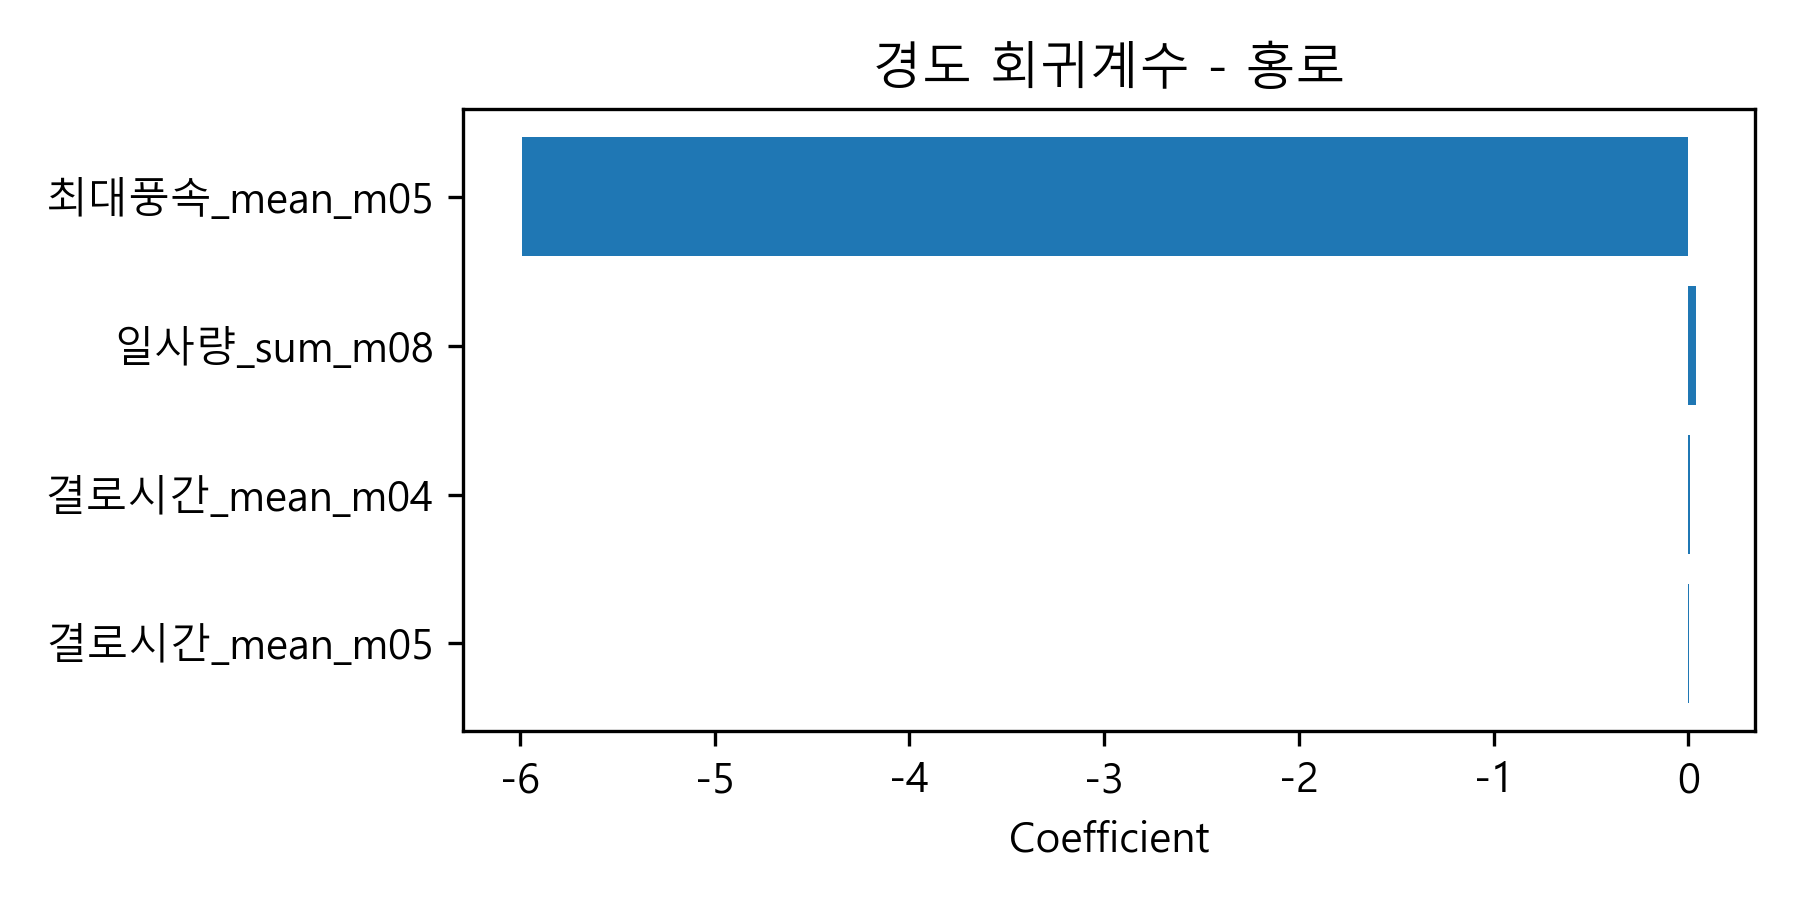 경도 회귀계수 - 홍로
최대풍속_mean_m05
일사량_sum_m08
결로시간_mean_m04
결로시간_mean_m05
-6 -5 -4 -3 -2 -1 0
Coefficient